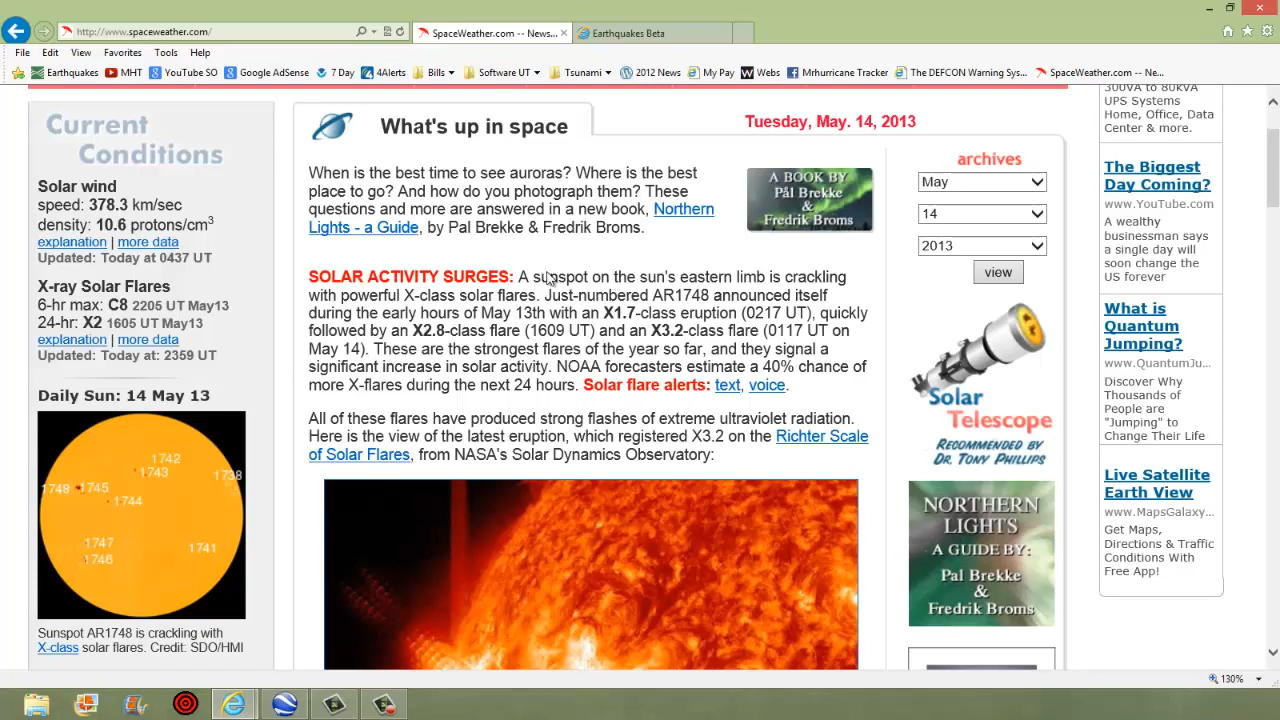 http://www.spaceweather.com/
SpaceWeather.com -- News...
Earthquakes Beta
File Edit View Favorites Tools Help
Earthquakes MHT YouTube SO Google AdSense 7 Day 4Alerts Bills Software UT Tsunami 2012 News My Pay Webs Mrhurricane Tracker The DEFCON Warning Sys... SpaceWeather.com -- Ne...
Current
Conditions
Solar wind
speed: 378.3 km/sec
density: 10.6 protons/cm3
explanation | more data
Updated: Today at 0437 UT
X-ray Solar Flares
6-hr max: C8 2205 UT May13
24-hr: X2 1605 UT May13
explanation | more data
Updated: Today at: 2359 UT
Daily Sun: 14 May 13
1742
1743
1738
1748
1745
1744
1747
1746
1741
Sunspot AR1748 is crackling with
X-class solar flares. Credit: SDO/HMI
What's up in space
Tuesday, May. 14, 2013
When is the best time to see auroras? Where is the best
place to go? And how do you photograph them? These
questions and more are answered in a new book, Northern
Lights - a Guide, by Pal Brekke & Fredrik Broms.
A BOOK BY
Pål Brekke
&
Fredrik Broms
SOLAR ACTIVITY SURGES: A sunspot on the sun's eastern limb is crackling
with powerful X-class solar flares. Just-numbered AR1748 announced itself
during the early hours of May 13th with an X1.7-class eruption (0217 UT), quickly
followed by an X2.8-class flare (1609 UT) and an X3.2-class flare (0117 UT on
May 14). These are the strongest flares of the year so far, and they signal a
significant increase in solar activity. NOAA forecasters estimate a 40% chance of
more X-flares during the next 24 hours. Solar flare alerts: text, voice.
All of these flares have produced strong flashes of extreme ultraviolet radiation.
Here is the view of the latest eruption, which registered X3.2 on the Richter Scale
of Solar Flares, from NASA's Solar Dynamics Observatory:
archives
May
14
2013
view
Solar
Telescope
RECOMMENDED BY
DR. TONY PHILLIPS
NORTHERN
LIGHTS
A GUIDE BY:
Pal Brekke
&
Fredrik Broms
300VA to 80kVA
UPS Systems
Home, Office, Data
Center & more.
The Biggest
Day Coming?
www.YouTube.com
A wealthy
businessman says
a single day will
soon change the
US forever
What is
Quantum
Jumping?
www.QuantumJu...
Discover Why
Thousands of
People are
"Jumping" to
Change Their Life
Live Satellite
Earth View
www.MapsGalaxy...
Get Maps,
Directions & Traffic
Conditions With
Free App!
130%